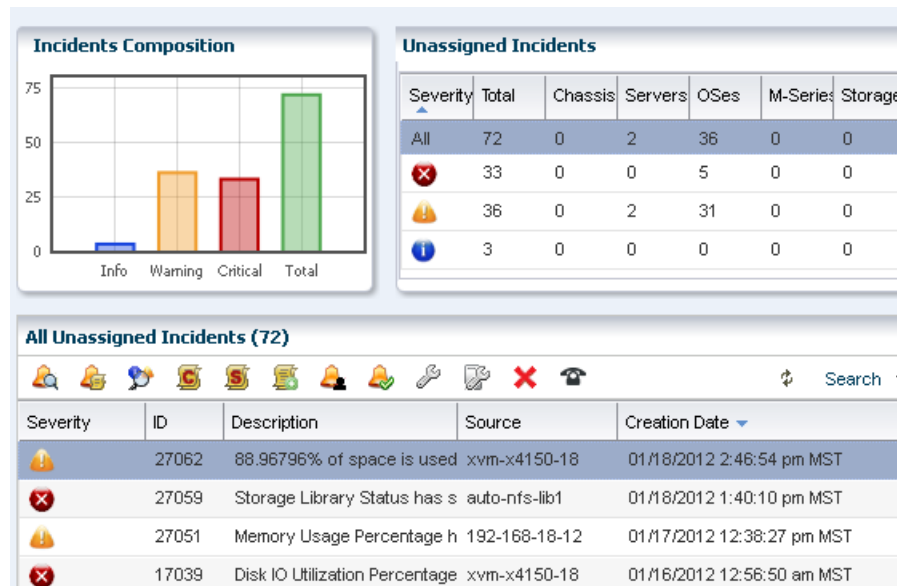 Incidents Composition
75
50
25
0
Info Warning Critical Total
Unassigned Incidents
Severity Total Chassis Servers OSes M-Series Storage
All 72 0 2 36 0 0
33 0 0 5 0 0
36 0 2 31 0 0
3 0 0 0 0 0
All Unassigned Incidents (72)
C S
Search
Severity ID Description Source Creation Date
27062 88.96796% of space is used xvm-x4150-18 01/18/2012 2:46:54 pm MST
27059 Storage Library Status has s auto-nfs-lib1 01/18/2012 1:40:10 pm MST
27051 Memory Usage Percentage h 192-168-18-12 01/17/2012 12:38:27 pm MST
17039 Disk IO Utilization Percentage xvm-x4150-18 01/16/2012 12:56:50 am MST